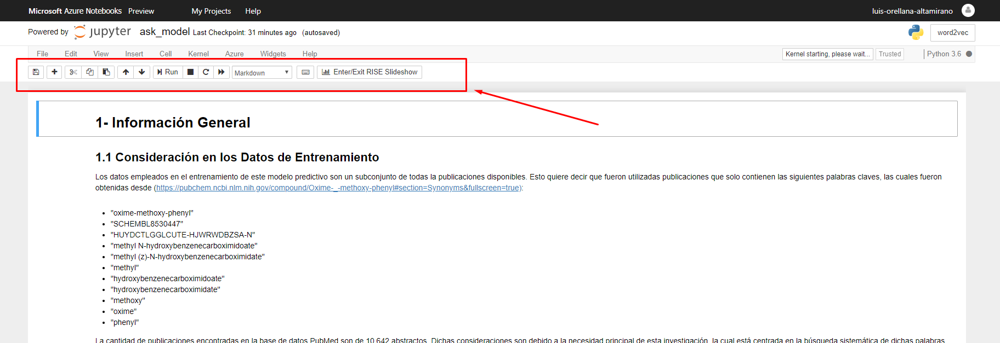 Microsoft Azure Notebooks Preview My Projects Help luis-orellana-altamirano
Powered by jupyter ask_model Last Checkpoint: 31 minutes ago (autosaved) word2vec
File Edit View Insert Cell Kernel Azure Widgets Help Kernel starting, please wait... Trusted Python 3.6
Run Markdown Enter/Exit RISE Slideshow
1- Información General
1.1 Consideración en los Datos de Entrenamiento
Los datos empleados en el entrenamiento de este modelo predictivo son un subconjunto de todas la publicaciones disponibles. Esto quiere decir que fueron utilizadas publicaciones que solo contienen las siguientes palabras claves, las cuales fueron
obtenidas desde (https://pubchem.ncbi.nlm.nih.gov/compound/Oxime-_-methoxy-phenyl#section=Synonyms&fullscreen=true):
• "oxime-methoxy-phenyl"
• "SCHEMBL8530447"
• "HUYDCTLGGLCUTE-HJWRWDBZSA-N"
• "methyl N-hydroxybenzenecarboximidoate"
• "methyl (z)-N-hydroxybenzenecarboximidate"
• "methyl"
• "hydroxybenzenecarboximidoate"
• "hydroxybenzenecarboximidate"
• "methoxy"
• "oxime"
• "phenyl"
La cantidad de publicaciones encontradas en la base de datos PubMed son de 10.642 abstractos. Dichas consideraciones son debido a la necesidad principal de esta investigación, la cual está centrada en la búsqueda sistemática de dichas palabras